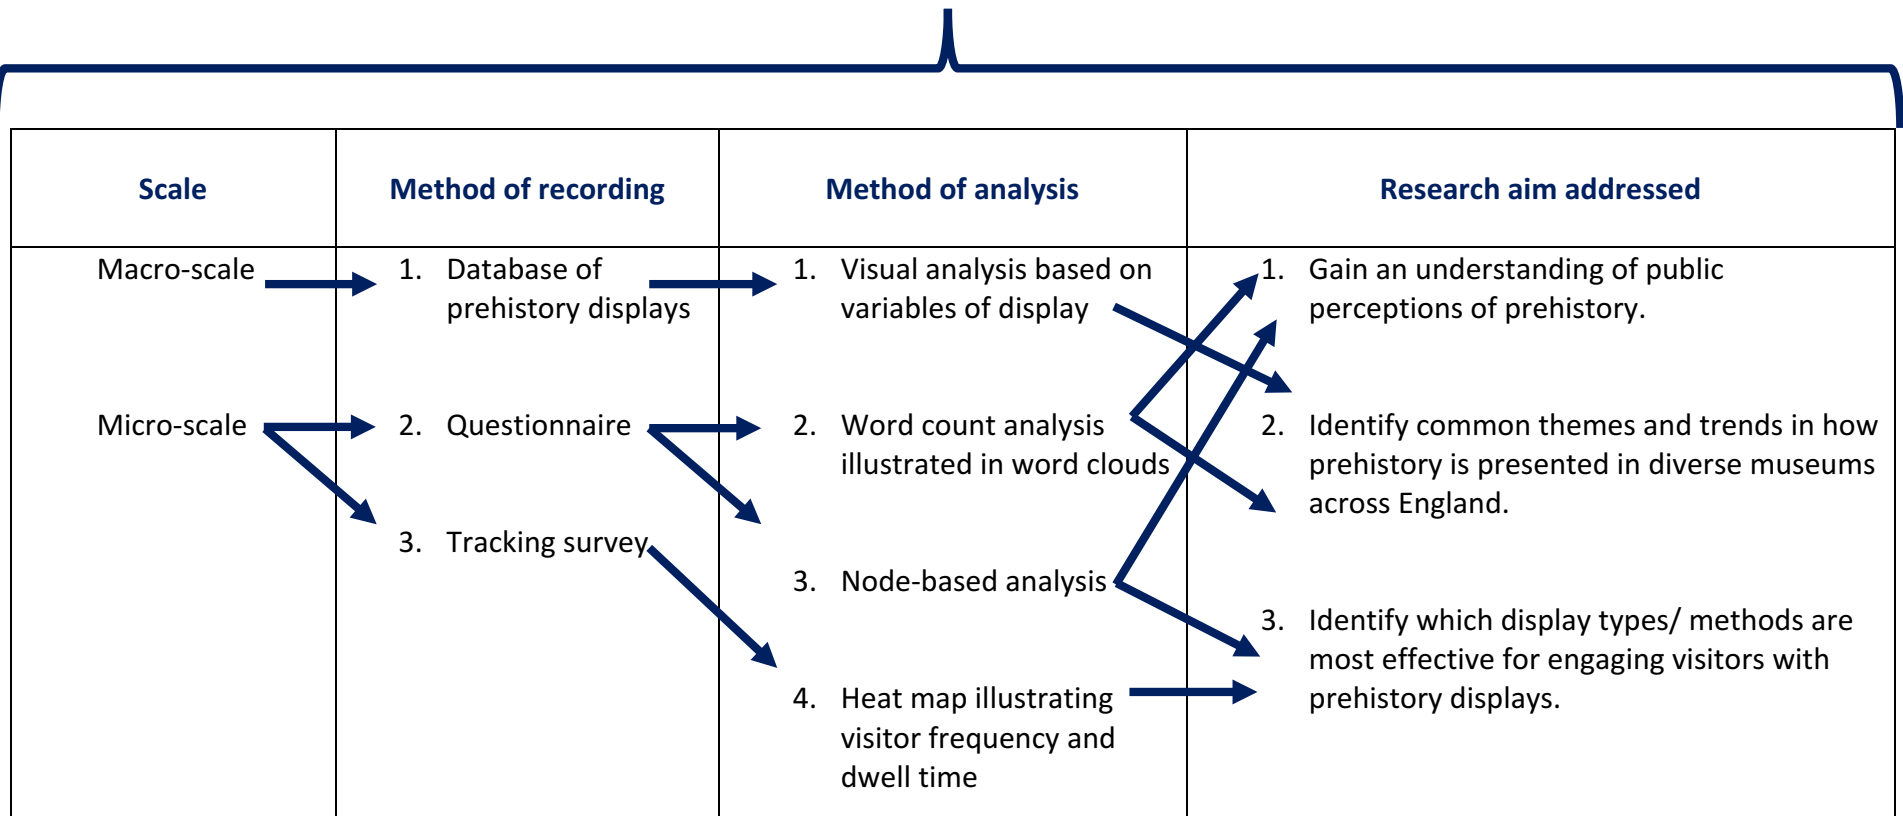 Scale
Method of recording
Method of analysis
Research aim addressed
Macro-scale
1. Database of
prehistory displays
1. Visual analysis based on
variables of display
1. Gain an understanding of public
perceptions of prehistory.
Micro-scale
2. Questionnaire
2. Word count analysis
illustrated in word clouds
2. Identify common themes and trends in how
prehistory is presented in diverse museums
across England.
3. Tracking survey
3. Node-based analysis
3. Identify which display types/ methods are
most effective for engaging visitors with
prehistory displays.
4. Heat map illustrating
visitor frequency and
dwell time